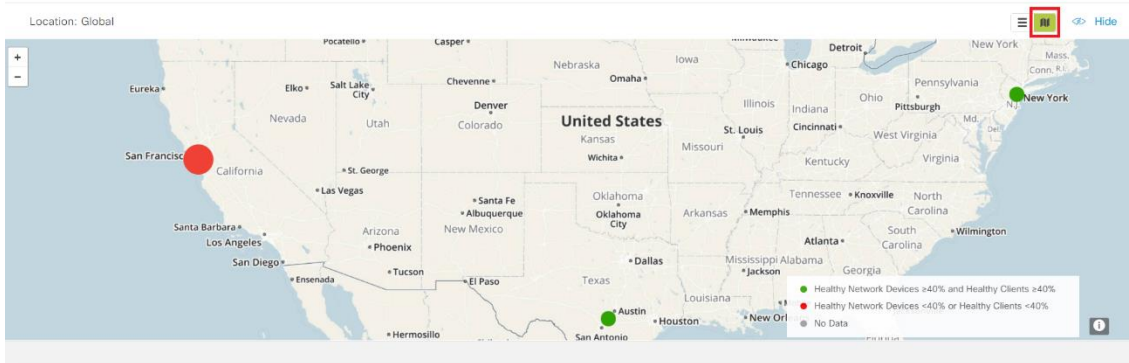 Location: Global
Hide
+
−
Pocatello
Casper
Detroit
New York
Mass.
Nebraska
Iowa
Chicago
Conn.
R.I.
Eureka
Elko
Salt Lake City
Cheyenne
Omaha
Pennsylvania
Denver
Illinois
Indiana
Ohio
Pittsburgh
N.J.
New York
Nevada
Utah
Colorado
United States
St. Louis
Cincinnati
Md.
Del.
Kansas
Missouri
West Virginia
San Francisc
California
St. George
Wichita
Kentucky
Virginia
Las Vegas
Santa Fe
Oklahoma
Tennessee
Knoxville
North Carolina
Albuquerque
Oklahoma City
Arkansas
Memphis
Santa Barbara
Arizona
New Mexico
South Carolina
Wilmington
Los Angeles
Phoenix
Atlanta
San Diego
Dallas
Mississippi
Alabama
Ensenada
Tucson
El Paso
Texas
Jackson
Georgia
Louisiana
Austin
Houston
New Orl
Hermosillo
San Antonio
Healthy Network Devices ≥40% and Healthy Clients ≥40%
Healthy Network Devices <40% or Healthy Clients <40%
No Data